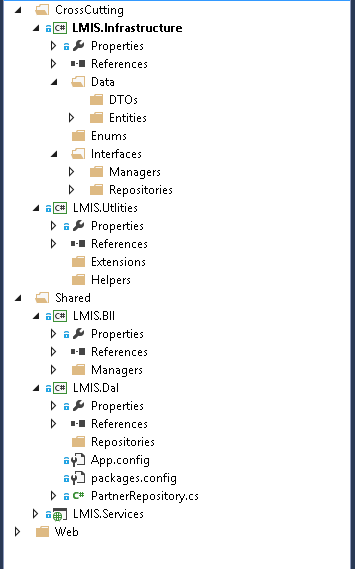 CrossCutting
C# LMIS.Infrastructure
Properties
References
Data
DTOs
Entities
Enums
Interfaces
Managers
Repositories
C# LMIS.Utlities
Properties
References
Extensions
Helpers
Shared
C# LMIS.Bll
Properties
References
Managers
C# LMIS.Dal
Properties
References
Repositories
App.config
packages.config
C# PartnerRepository.cs
LMIS.Services
Web